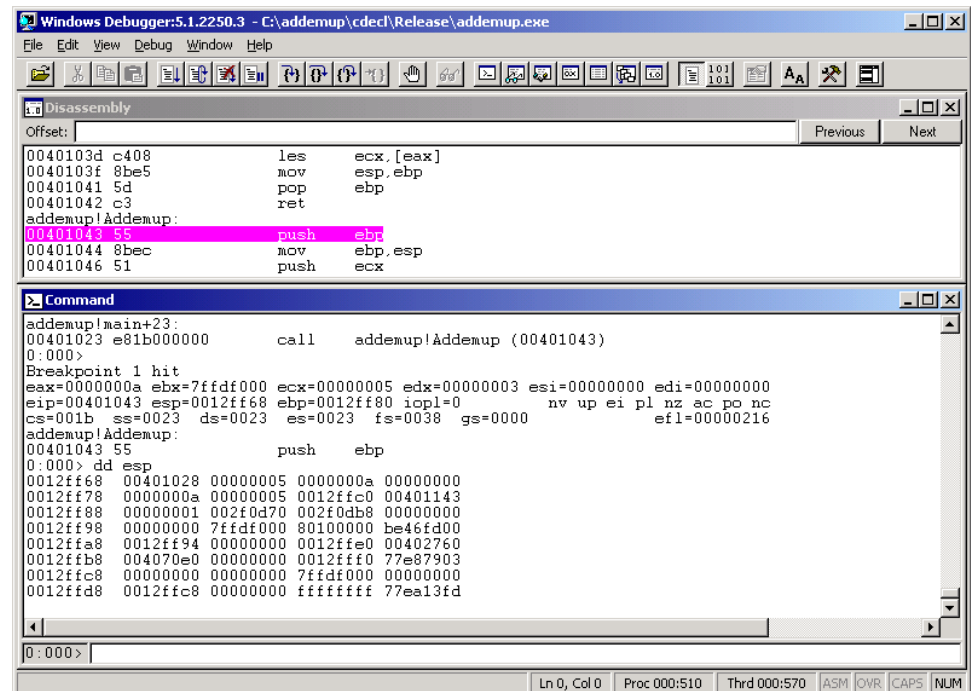 Windows Debugger:5.1.2250.3 - C:\addemup\cdecl\Release\addemup.exe
File Edit View Debug Window Help
Disassembly
Offset: Previous Next
0040103d c408 les ecx,[eax]
0040103f 8be5 mov esp,ebp
00401041 5d pop ebp
00401042 c3 ret
addemup!Addemup:
00401043 55 push ebp
00401044 8bec mov ebp,esp
00401046 51 push ecx
Command
addemup!main+23:
00401023 e81b000000 call addemup!Addemup (00401043)
0:000>
Breakpoint 1 hit
eax=0000000a ebx=7ffdf000 ecx=00000005 edx=00000003 esi=00000000 edi=00000000
eip=00401043 esp=0012ff68 ebp=0012ff80 iopl=0 nv up ei pl nz ac po nc
cs=001b ss=0023 ds=0023 es=0023 fs=0038 gs=0000 efl=00000216
addemup!Addemup:
00401043 55 push ebp
0:000> dd esp
0012ff68 00401028 00000005 0000000a 00000000
0012ff78 0000000a 00000005 0012ffc0 00401143
0012ff88 00000001 002f0d70 002f0db8 00000000
0012ff98 00000000 7ffdf000 80100000 be46fd00
0012ffa8 0012ff94 00000000 0012ffe0 00402760
0012ffb8 004070e0 00000000 0012fff0 77e87903
0012ffc8 00000000 00000000 7ffdf000 00000000
0012ffd8 0012ffc8 00000000 ffffffff 77ea13fd
0:000>
Ln 0, Col 0 Proc 000:510 Thrd 000:570 ASM OVR CAPS NUM